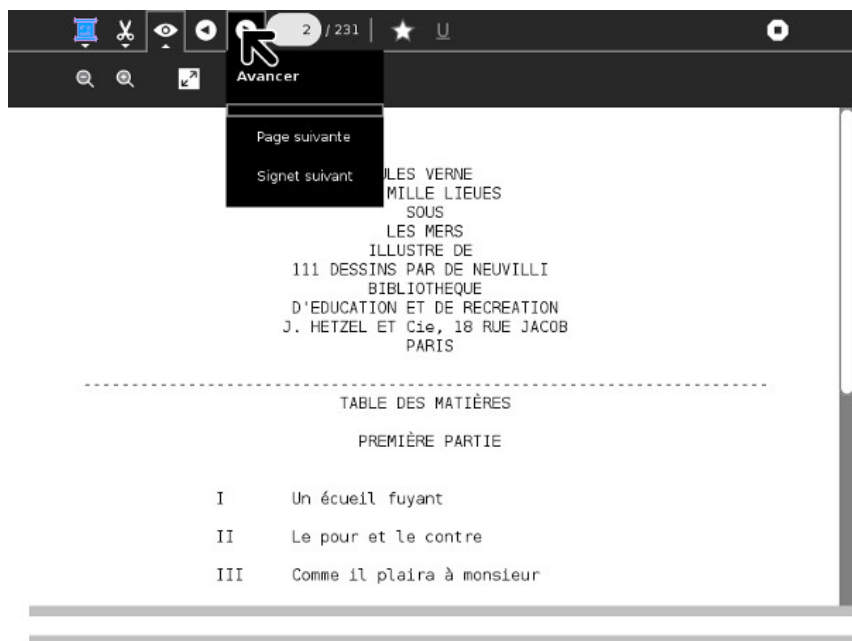 2 / 231
U
Avancer
Page suivante
Signet suivant
ULES VERNE
MILLE LIEUES
SOUS
LES MERS
ILLUSTRE DE
111 DESSINS PAR DE NEUVILLI
BIBLIOTHEQUE
D'EDUCATION ET DE RECREATION
J. HETZEL ET Cie, 18 RUE JACOB
PARIS
--------------------------------------------------------------------------
TABLE DES MATIÈRES
PREMIÈRE PARTIE
I Un écueil fuyant
II Le pour et le contre
III Comme il plaira à monsieur